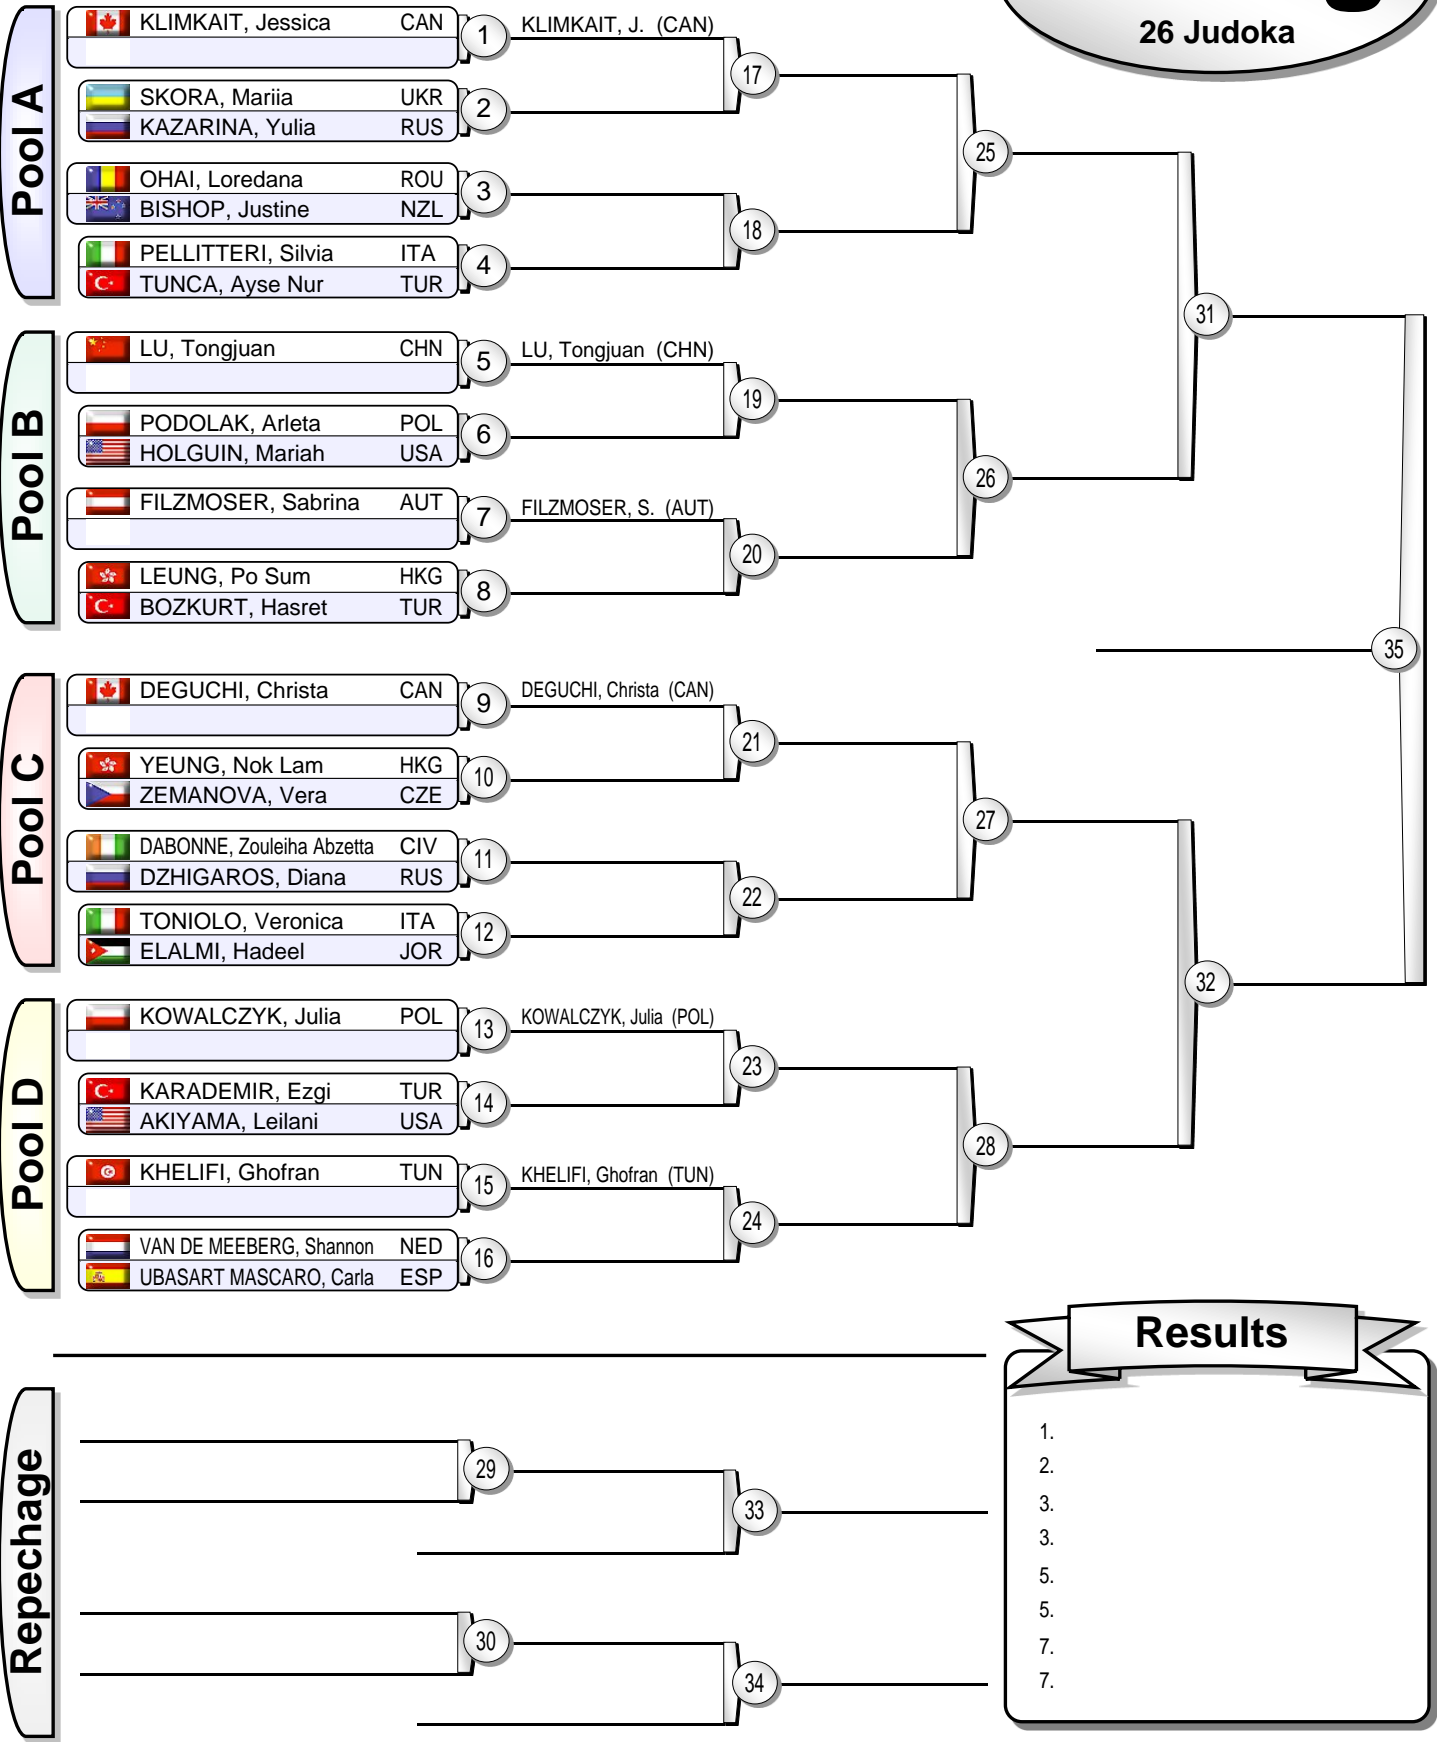 26 Judoka
Pool A
KLIMKAIT, Jessica CAN
1
KLIMKAIT, J. (CAN)
SKORA, Mariia UKR
KAZARINA, Yulia RUS
2
17
OHAI, Loredana ROU
BISHOP, Justine NZL
3
PELLITTERI, Silvia ITA
TUNCA, Ayse Nur TUR
4
18
25
Pool B
LU, Tongjuan CHN
5
LU, Tongjuan (CHN)
PODOLAK, Arleta POL
HOLGUIN, Mariah USA
6
19
FILZMOSER, Sabrina AUT
7
FILZMOSER, S. (AUT)
LEUNG, Po Sum HKG
BOZKURT, Hasret TUR
8
20
26
31
35
Pool C
DEGUCHI, Christa CAN
9
DEGUCHI, Christa (CAN)
YEUNG, Nok Lam HKG
ZEMANOVA, Vera CZE
10
21
DABONNE, Zouleiha Abzetta CIV
DZHIGAROS, Diana RUS
11
TONIOLO, Veronica ITA
ELALMI, Hadeel JOR
12
22
27
Pool D
KOWALCZYK, Julia POL
13
KOWALCZYK, Julia (POL)
KARADEMIR, Ezgi TUR
AKIYAMA, Leilani USA
14
23
KHELIFI, Ghofran TUN
15
KHELIFI, Ghofran (TUN)
VAN DE MEEBERG, Shannon NED
UBASART MASCARO, Carla ESP
16
24
28
32
Repechage
29
33
30
34
Results
1.
2.
3.
3.
5.
5.
7.
7.